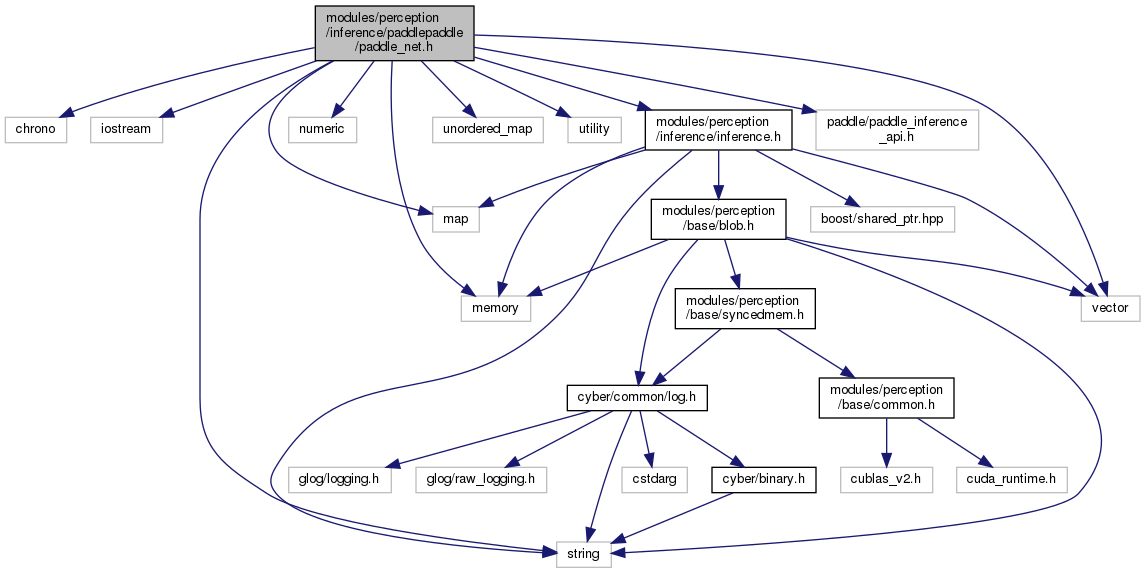 modules/perception
/inference/paddlepaddle
/paddle_net.h
chrono
iostream
numeric
unordered_map
utility
modules/perception
/inference/inference.h
paddle/paddle_inference
_api.h
map
modules/perception
/base/blob.h
boost/shared_ptr.hpp
memory
modules/perception
/base/syncedmem.h
vector
cyber/common/log.h
modules/perception
/base/common.h
glog/logging.h
glog/raw_logging.h
cstdarg
cyber/binary.h
cublas_v2.h
cuda_runtime.h
string